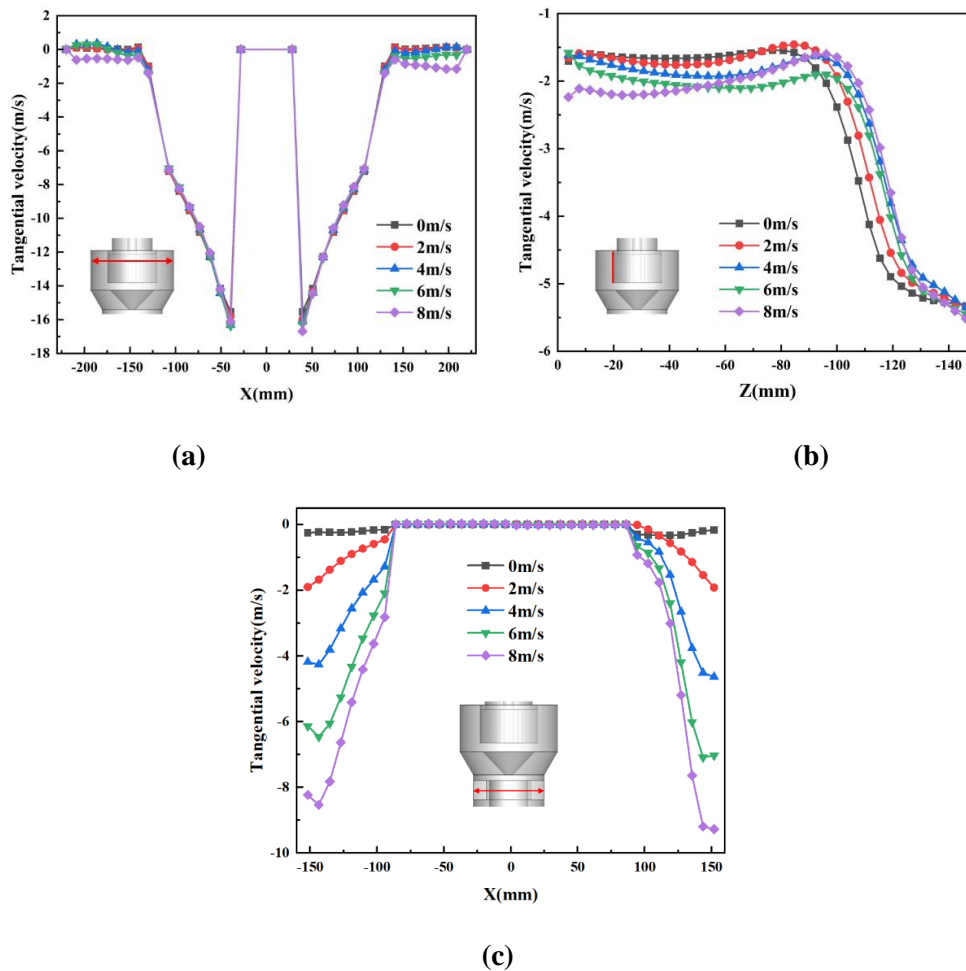 0
-2
-4
-6
-8
-10
-12
-14
-16
-18
Tangential velocity(m/s)
0m/s
2m/s
4m/s
6m/s
8m/s
-200 -150 -100 -50 0 50 100 150 200
X(mm)
(a)
-1
-2
-3
-4
-5
-6
Tangential velocity(m/s)
0m/s
2m/s
4m/s
6m/s
8m/s
0 -20 -40 -60 -80 -100 -120 -140
Z(mm)
(b)
0
-2
-4
-6
-8
-10
Tangential velocity(m/s)
0m/s
2m/s
4m/s
6m/s
8m/s
-150 -100 -50 0 50 100 150
X(mm)
(c)